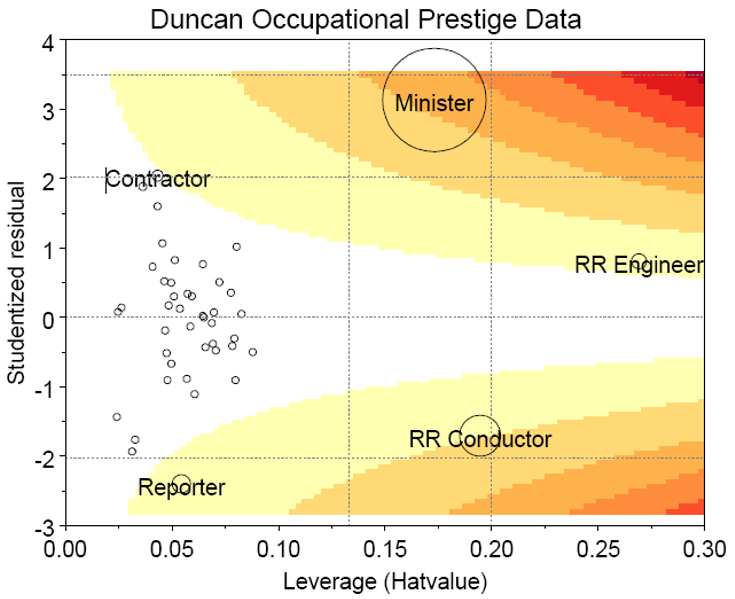 Duncan Occupational Prestige Data
4
3
2
1
0
-1
-2
-3
Studentized residual
Minister
Contractor
RR Engineer
RR Conductor
Reporter
0.00 0.05 0.10 0.15 0.20 0.25 0.30
Leverage (Hatvalue)